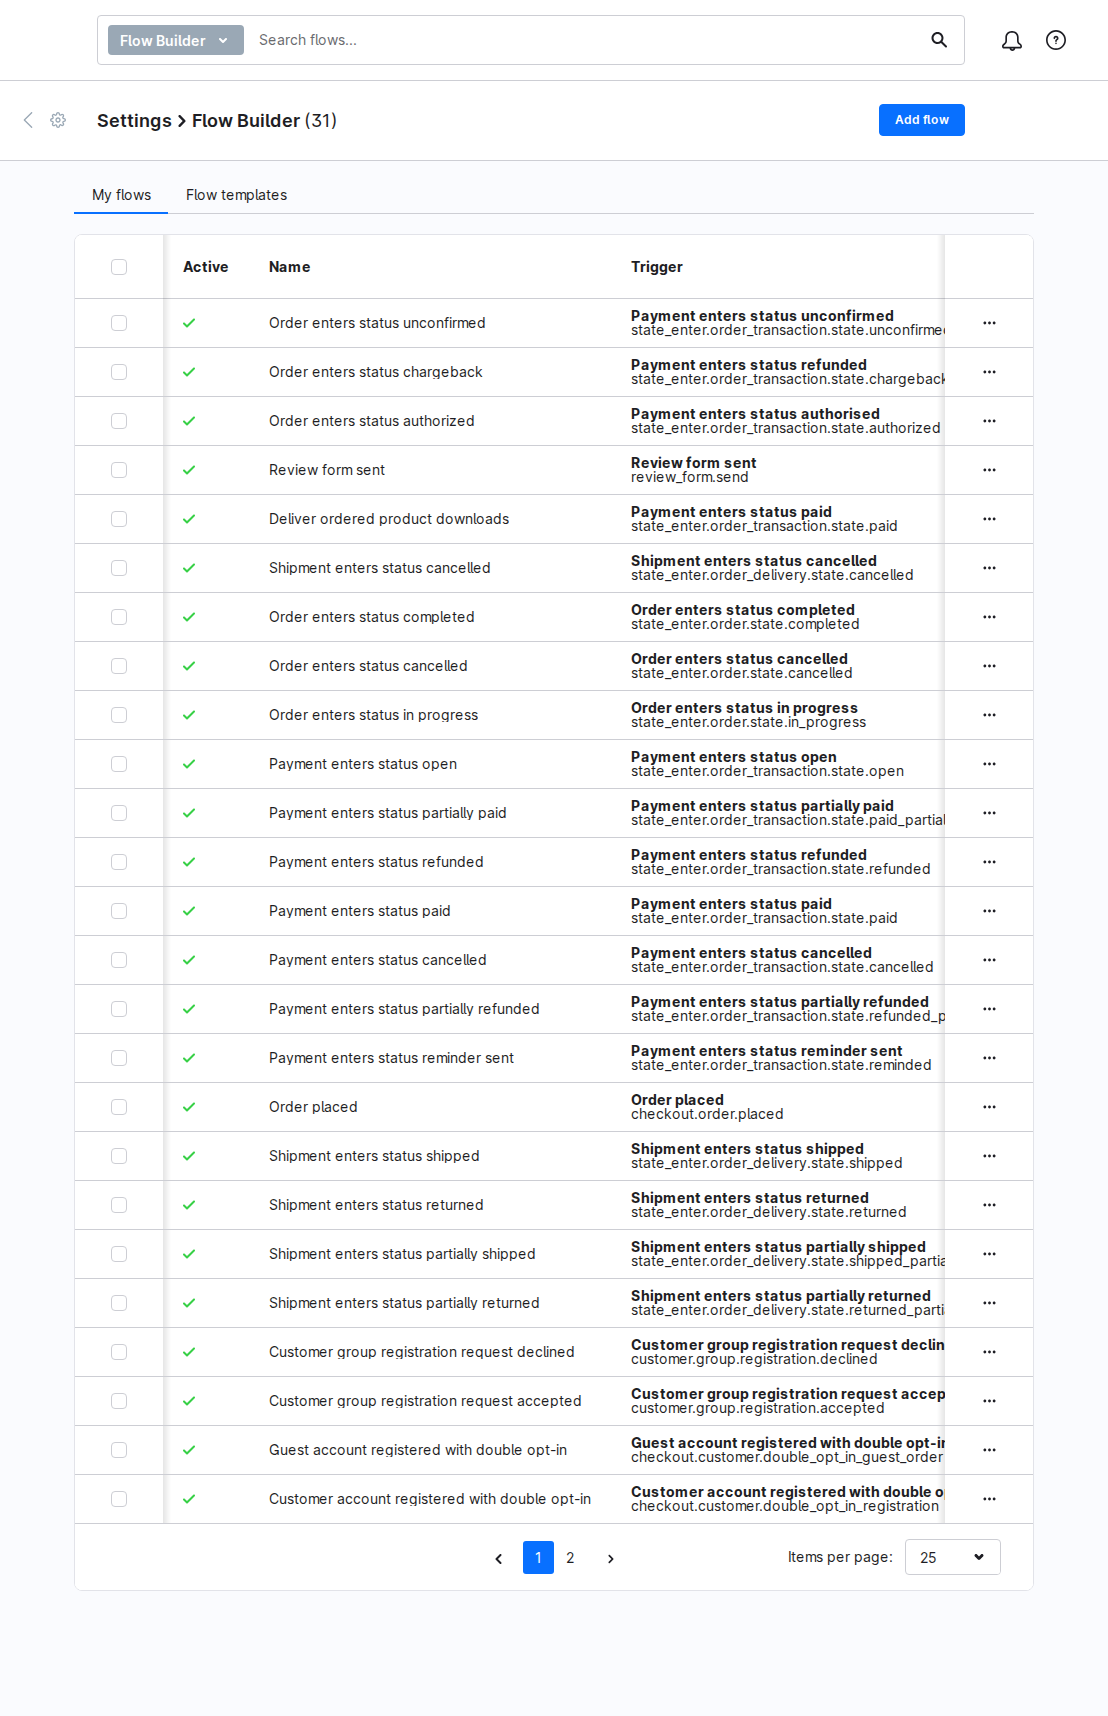 Flow Builder Search flows...
Settings > Flow Builder (31) Add flow
My flows Flow templates
Active Name Trigger
Order enters status unconfirmed Payment enters status unconfirmed
state_enter.order_transaction.state.unconfirmed
Order enters status chargeback Payment enters status refunded
state_enter.order_transaction.state.chargeback
Order enters status authorized Payment enters status authorised
state_enter.order_transaction.state.authorized
Review form sent Review form sent
review_form.send
Deliver ordered product downloads Payment enters status paid
state_enter.order_transaction.state.paid
Shipment enters status cancelled Shipment enters status cancelled
state_enter.order_delivery.state.cancelled
Order enters status completed Order enters status completed
state_enter.order.state.completed
Order enters status cancelled Order enters status cancelled
state_enter.order.state.cancelled
Order enters status in progress Order enters status in progress
state_enter.order.state.in_progress
Payment enters status open Payment enters status open
state_enter.order_transaction.state.open
Payment enters status partially paid Payment enters status partially paid
state_enter.order_transaction.state.paid_partial
Payment enters status refunded Payment enters status refunded
state_enter.order_transaction.state.refunded
Payment enters status paid Payment enters status paid
state_enter.order_transaction.state.paid
Payment enters status cancelled Payment enters status cancelled
state_enter.order_transaction.state.cancelled
Payment enters status partially refunded Payment enters status partially refunded
state_enter.order_transaction.state.refunded_p
Payment enters status reminder sent Payment enters status reminder sent
state_enter.order_transaction.state.reminded
Order placed Order placed
checkout.order.placed
Shipment enters status shipped Shipment enters status shipped
state_enter.order_delivery.state.shipped
Shipment enters status returned Shipment enters status returned
state_enter.order_delivery.state.returned
Shipment enters status partially shipped Shipment enters status partially shipped
state_enter.order_delivery.state.shipped_partia
Shipment enters status partially returned Shipment enters status partially returned
state_enter.order_delivery.state.returned_parti
Customer group registration request declined Customer group registration request declin
customer.group.registration.declined
Customer group registration request accepted Customer group registration request accep
customer.group.registration.accepted
Guest account registered with double opt-in Guest account registered with double opt-in
checkout.customer.double_opt_in_guest_order
Customer account registered with double opt-in Customer account registered with double o
checkout.customer.double_opt_in_registration
1 2 Items per page: 25